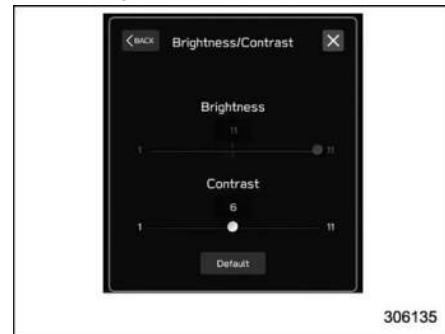 BACK Brightness/Contrast X
Brightness
11
1 11
Contrast
6
1 11
Default
306135